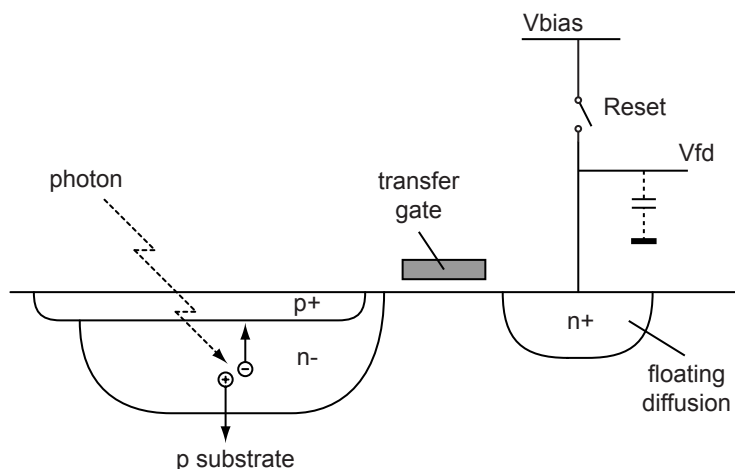 Vbias
Reset
Vfd
photon
transfer
gate
p+
n+
n-
+
−
floating
diffusion
p substrate